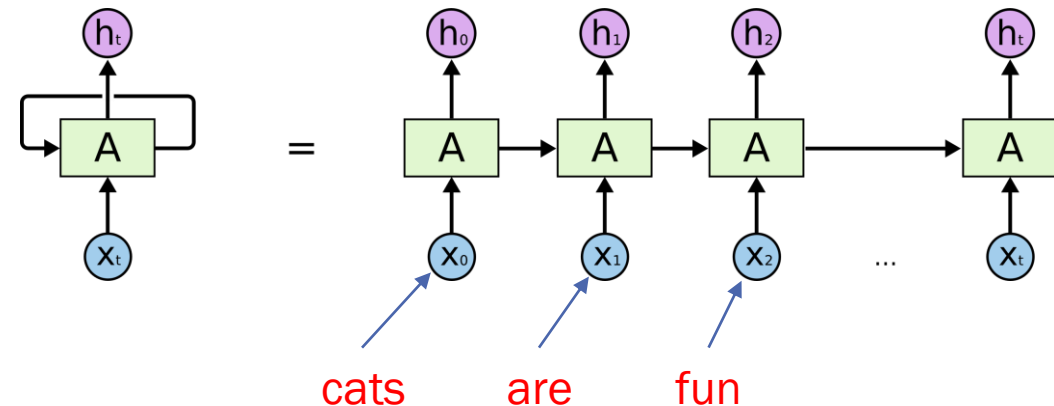 hₜ h₀ h₁ h₂ hₜ
A = A A A A
xₜ x₀ x₁ x₂ ... xₜ
cats are fun